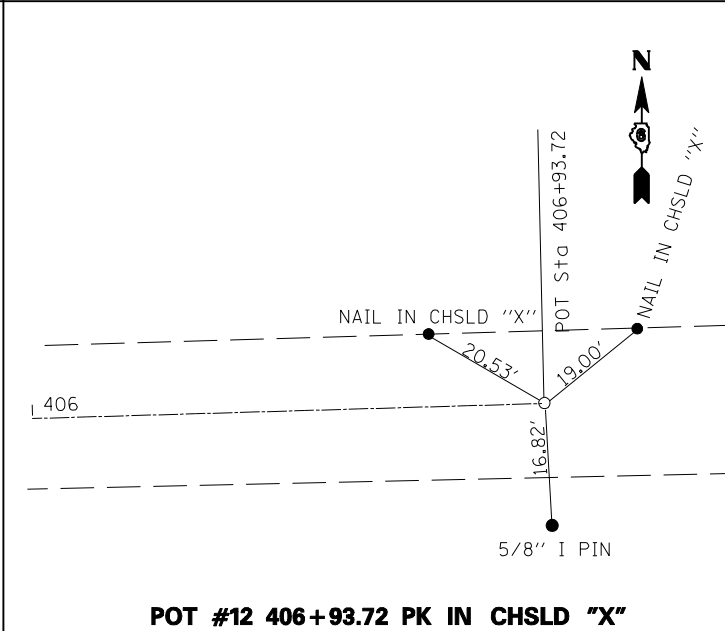 N
6
POT Sta 406+93.72
NAIL IN CHSLD "X"
NAIL IN CHSLD "X"
20.53'
19.00'
406
16.82'
5/8" I PIN
POT #12 406+93.72 PK IN CHSLD "X"